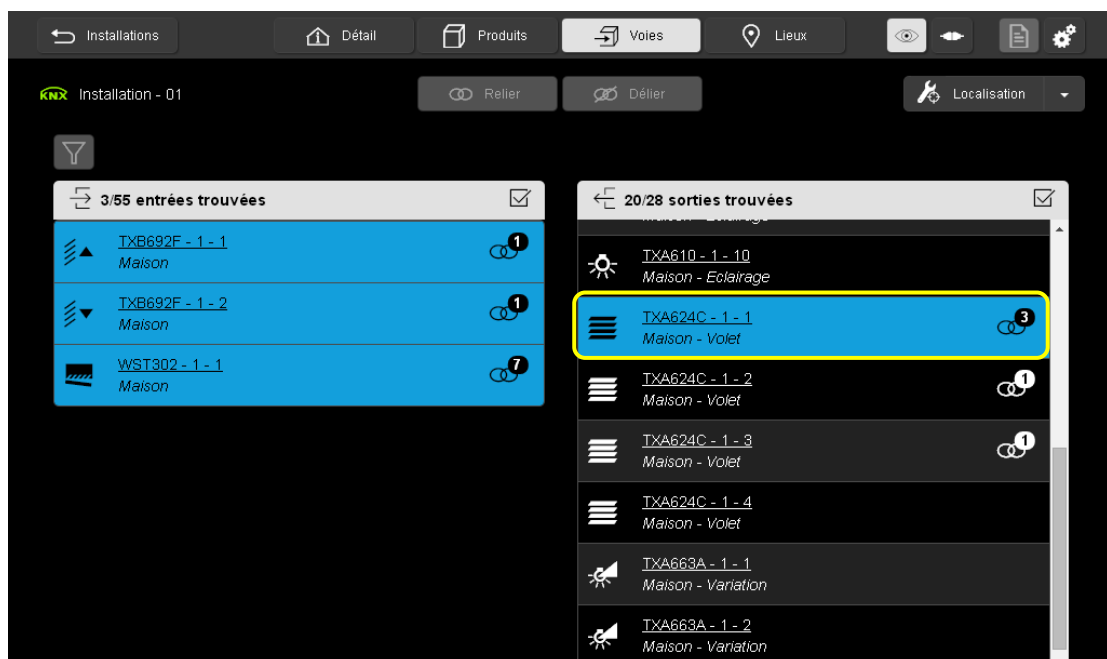 Installations
Détail
Produits
Voies
Lieux
KNX Installation - 01
Relier
Délier
Localisation
3/55 entrées trouvées
TXB692F - 1 - 1
1
Maison
TXB692F - 1 - 2
1
Maison
WST302 - 1 - 1
7
Maison
20/28 sorties trouvées
Maison - Eclairage
TXA610 - 1 - 10
Maison - Eclairage
TXA624C - 1 - 1
3
Maison - Volet
TXA624C - 1 - 2
1
Maison - Volet
TXA624C - 1 - 3
1
Maison - Volet
TXA624C - 1 - 4
Maison - Volet
TXA663A - 1 - 1
Maison - Variation
TXA663A - 1 - 2
Maison - Variation